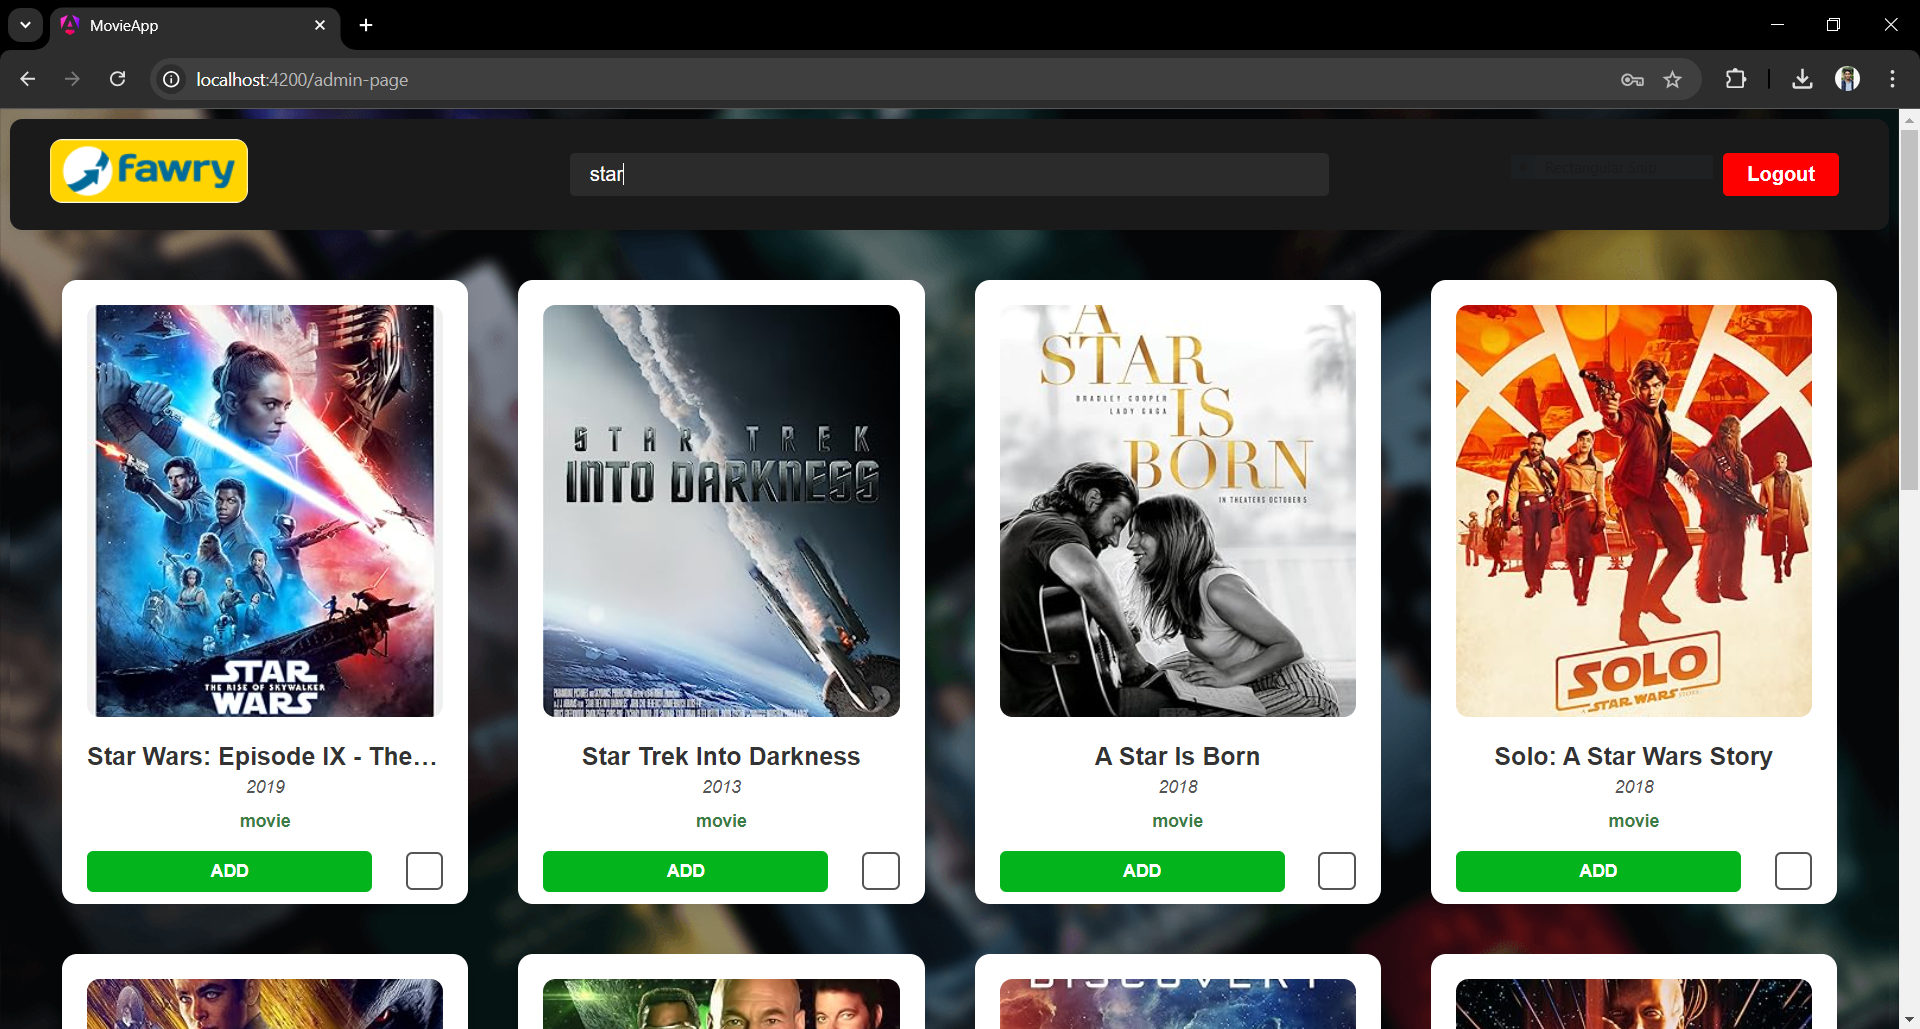 MovieApp
localhost:4200/admin-page
fawry
star
Rectangular Snip
Logout
STAR
THE RISE OF SKYWALKER
WARS
STAR TREK
INTO DARKNESS
A
STAR
BRADLEY COOPER
LADY GAGA
IS
BORN
IN THEATERS OCTOBER 5
SOLO
A STAR WARS STORY
Star Wars: Episode IX - The...
2019
movie
ADD
Star Trek Into Darkness
2013
movie
ADD
A Star Is Born
2018
movie
ADD
Solo: A Star Wars Story
2018
movie
ADD
DISCOVERY